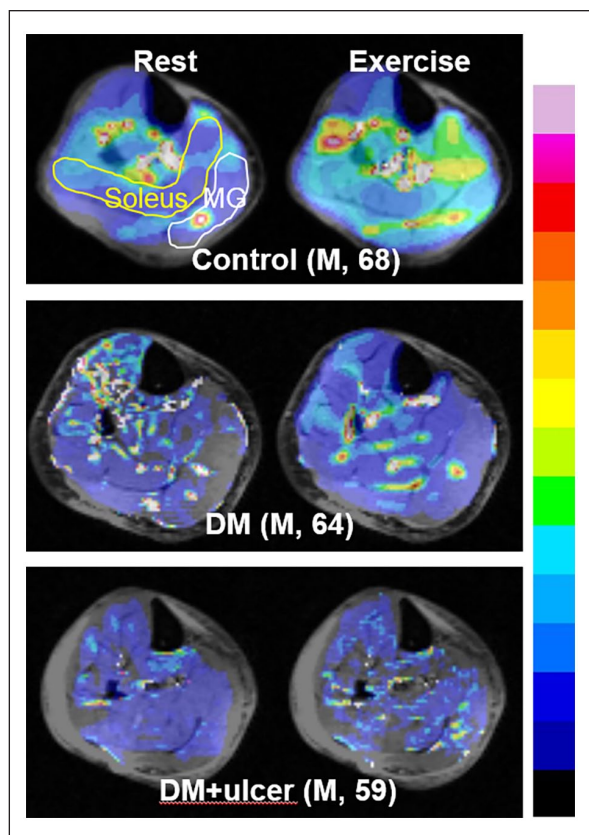 Rest
Exercise
Soleus
MG
Control (M, 68)
DM (M, 64)
DM+ulcer (M, 59)